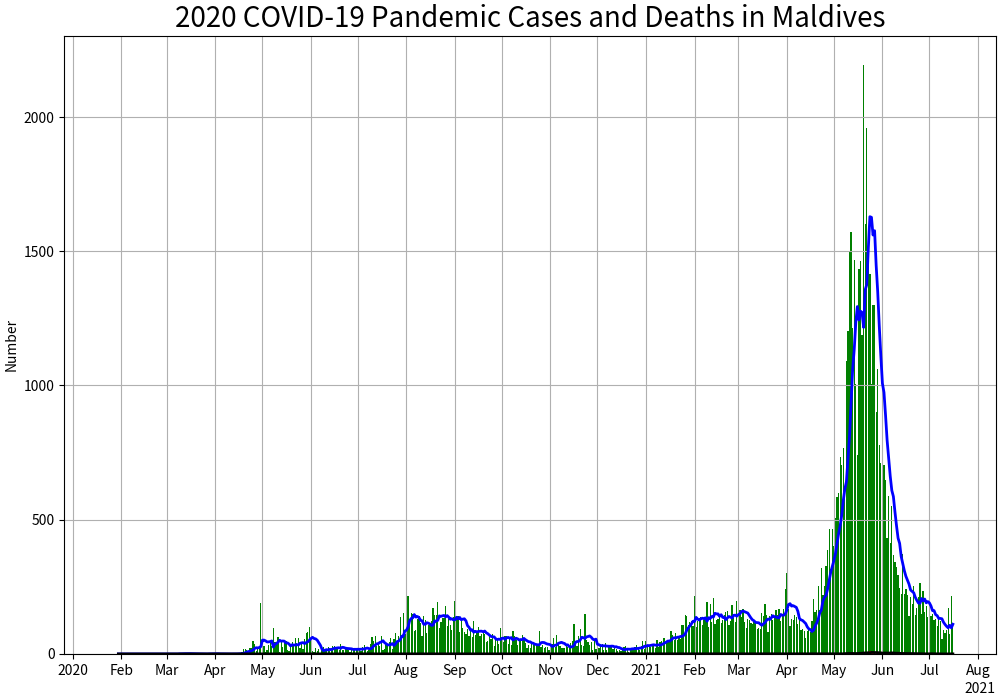 2020 COVID-19 Pandemic Cases and Deaths in Maldives
Number
2000
1500
1000
500
0
2020 Feb Mar Apr May Jun Jul Aug Sep Oct Nov Dec 2021 Feb Mar Apr May Jun Jul Aug
2021